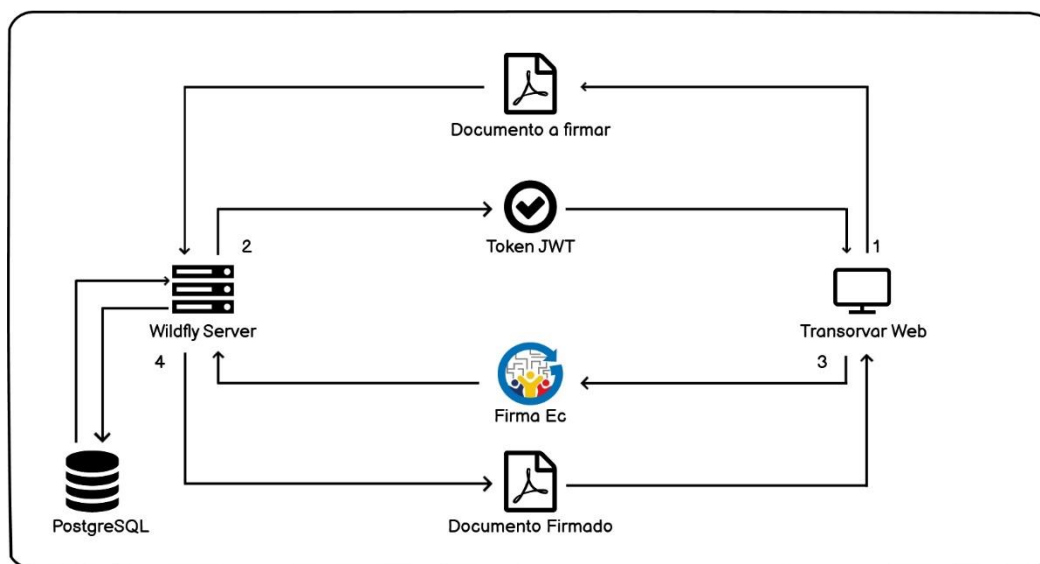 Documento a firmar
2
Token JWT
1
Wildfly Server
Transorvar Web
4
3
Firma Ec
PostgreSQL
Documento Firmado